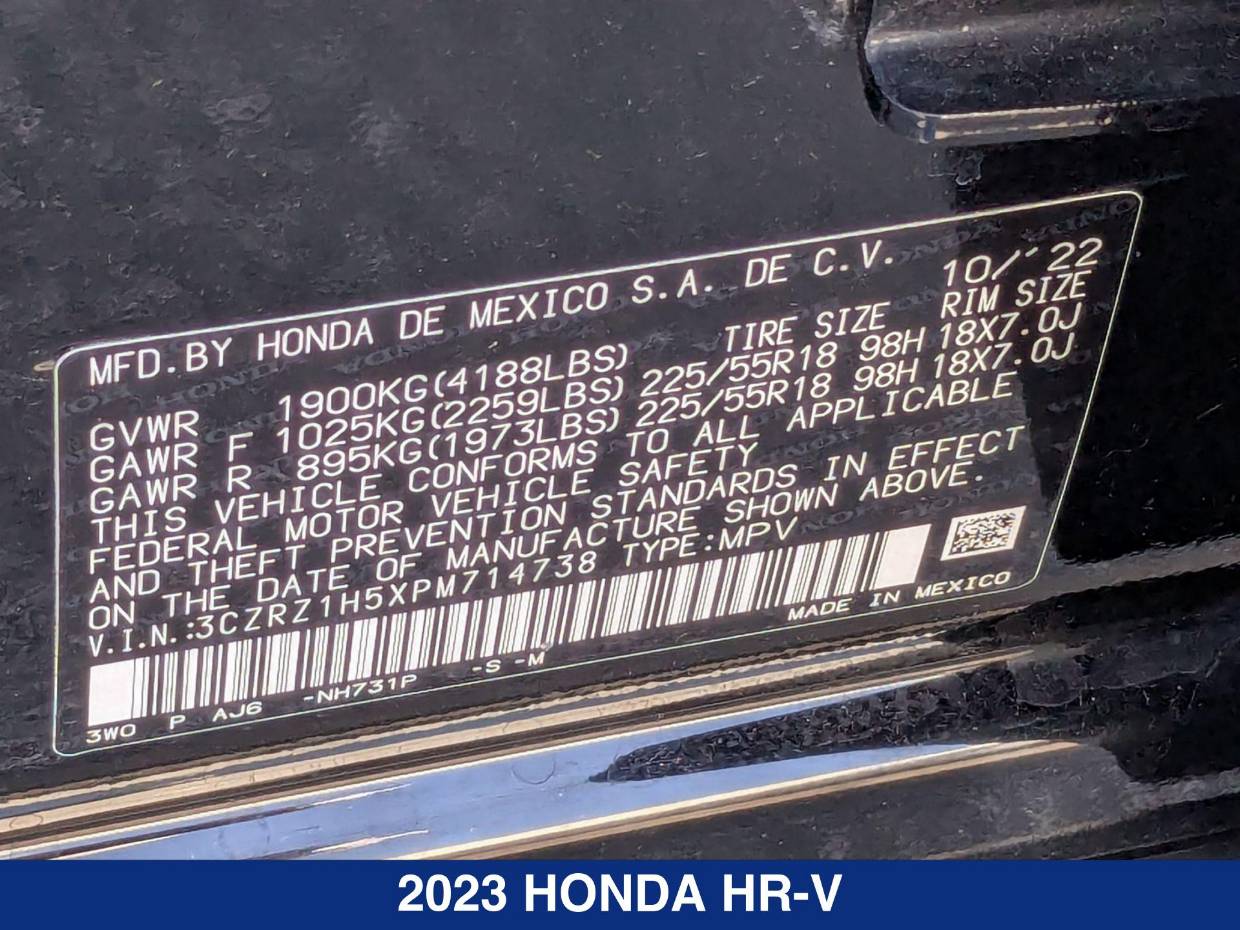 MFD.BY HONDA DE MEXICO S.A. DE C.V. 10/'22
GVWR 1900KG(4188LBS) TIRE SIZE RIM SIZE
GAWR F 1025KG(2259LBS) 225/55R18 98H 18X7.0J
GAWR R 895KG(1973LBS) 225/55R18 98H 18X7.0J
THIS VEHICLE CONFORMS TO ALL APPLICABLE
FEDERAL MOTOR VEHICLE SAFETY
AND THEFT PREVENTION STANDARDS IN EFFECT
ON THE DATE OF MANUFACTURE SHOWN ABOVE.
V.I.N.:3CZRZ1H5XPM714738 TYPE:MPV
MADE IN MEXICO
3WO P AJ6 -NH731P -S -M
2023 HONDA HR-V